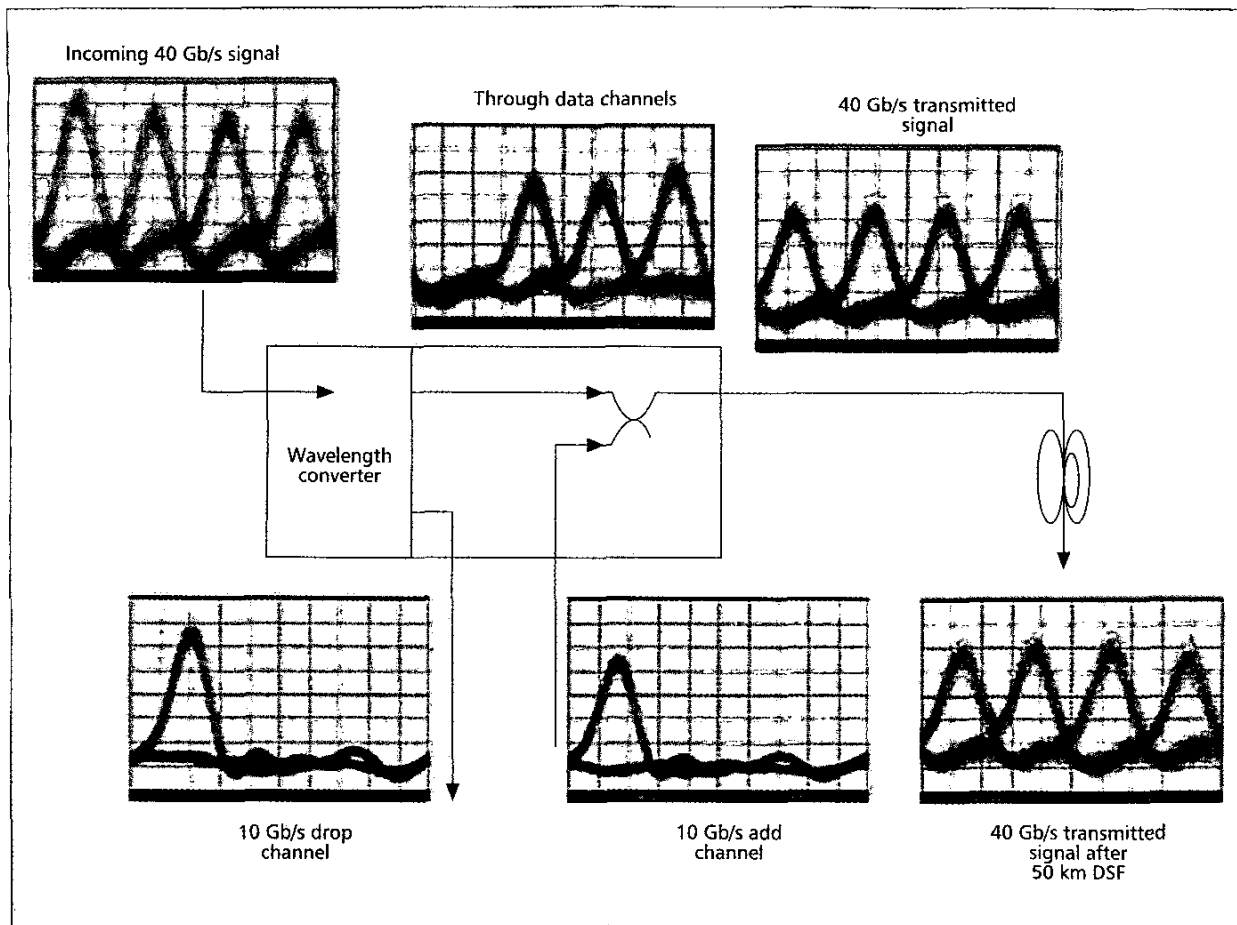 Incoming 40 Gb/s signal
Through data channels
40 Gb/s transmitted
signal
Wavelength
converter
10 Gb/s drop
channel
10 Gb/s add
channel
40 Gb/s transmitted
signal after
50 km DSF